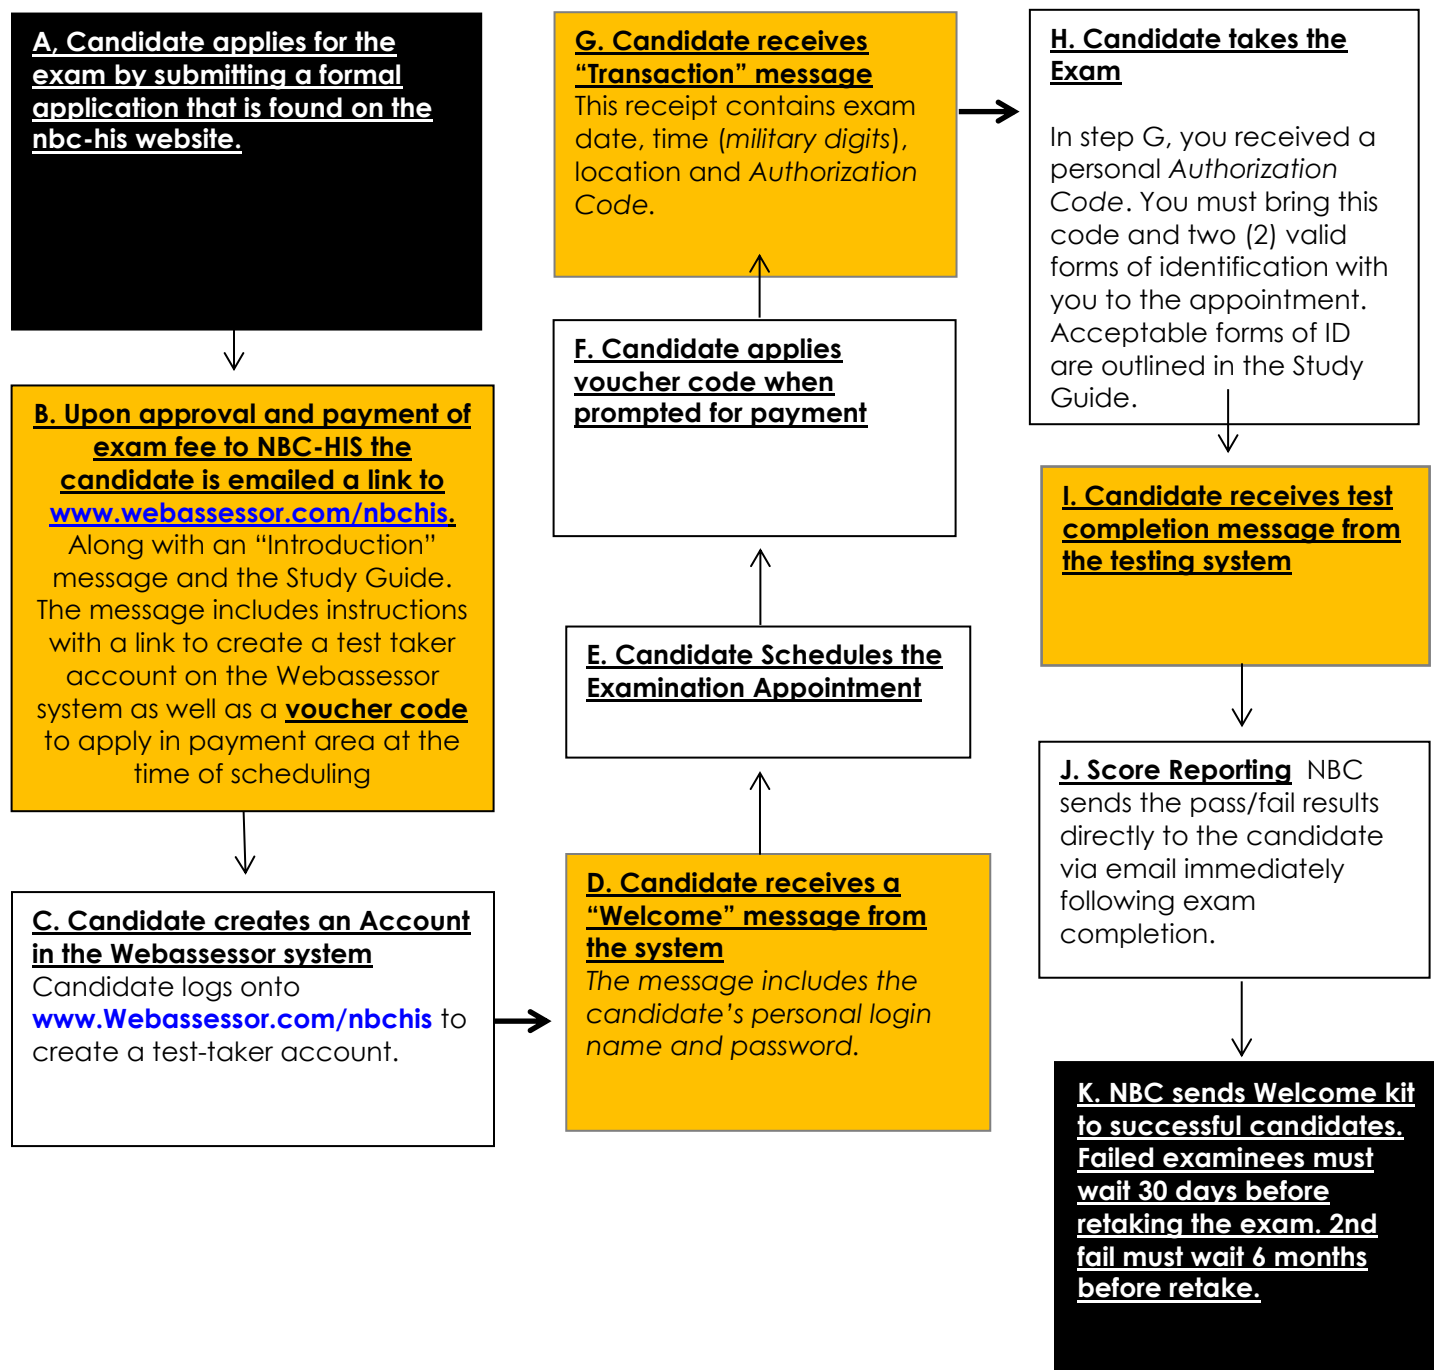 A, Candidate applies for the
exam by submitting a formal
application that is found on the
nbc-his website.
B. Upon approval and payment of
exam fee to NBC-HIS the
candidate is emailed a link to
www.webassessor.com/nbchis.
Along with an “Introduction”
message and the Study Guide.
The message includes instructions
with a link to create a test taker
account on the Webassessor
system as well as a voucher code
to apply in payment area at the
time of scheduling
C. Candidate creates an Account
in the Webassessor system
Candidate logs onto
www.Webassessor.com/nbchis to
create a test-taker account.
D. Candidate receives a
“Welcome” message from
the system
The message includes the
candidate’s personal login
name and password.
E. Candidate Schedules the
Examination Appointment
F. Candidate applies
voucher code when
prompted for payment
G. Candidate receives
“Transaction” message
This receipt contains exam
date, time (military digits),
location and Authorization
Code.
H. Candidate takes the
Exam
In step G, you received a
personal Authorization
Code. You must bring this
code and two (2) valid
forms of identification with
you to the appointment.
Acceptable forms of ID
are outlined in the Study
Guide.
I. Candidate receives test
completion message from
the testing system
J. Score Reporting NBC
sends the pass/fail results
directly to the candidate
via email immediately
following exam
completion.
K. NBC sends Welcome kit
to successful candidates.
Failed examinees must
wait 30 days before
retaking the exam. 2nd
fail must wait 6 months
before retake.